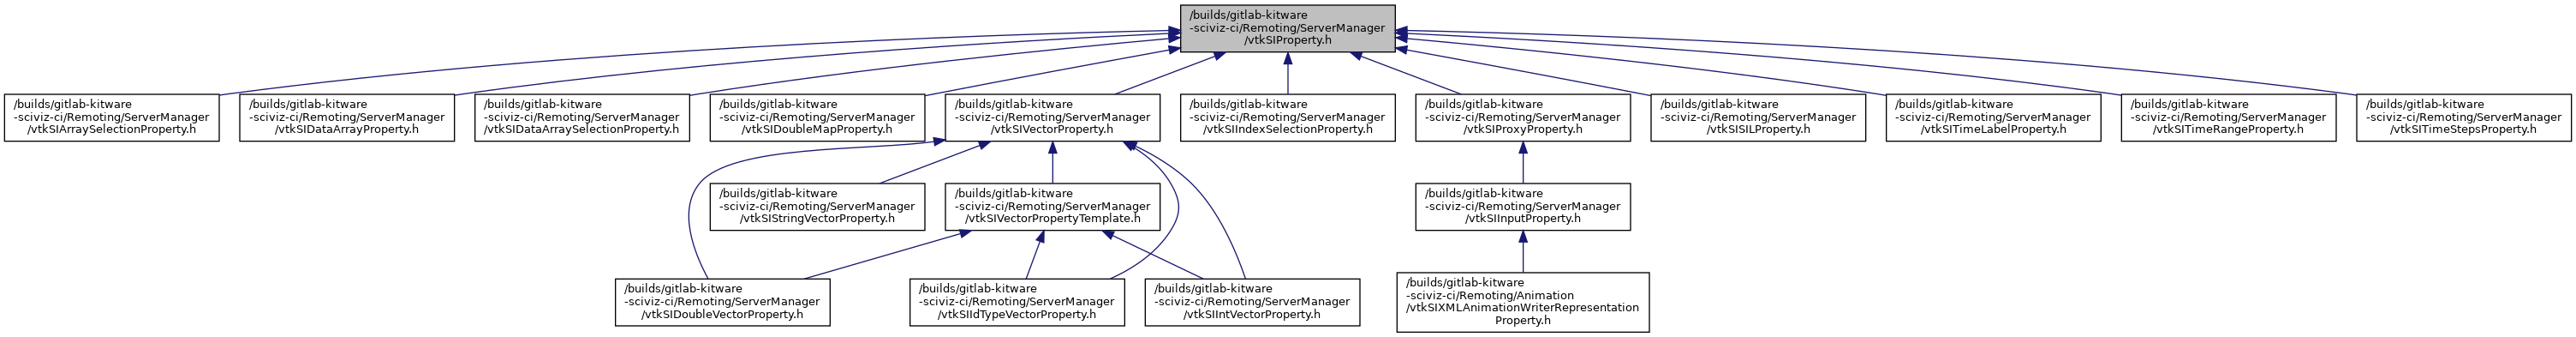 /builds/gitlab-kitware
-sciviz-ci/Remoting/ServerManager
/vtkSIProperty.h
/builds/gitlab-kitware
-sciviz-ci/Remoting/ServerManager
/vtkSIArraySelectionProperty.h
/builds/gitlab-kitware
-sciviz-ci/Remoting/ServerManager
/vtkSIDataArrayProperty.h
/builds/gitlab-kitware
-sciviz-ci/Remoting/ServerManager
/vtkSIDataArraySelectionProperty.h
/builds/gitlab-kitware
-sciviz-ci/Remoting/ServerManager
/vtkSIDoubleMapProperty.h
/builds/gitlab-kitware
-sciviz-ci/Remoting/ServerManager
/vtkSIVectorProperty.h
/builds/gitlab-kitware
-sciviz-ci/Remoting/ServerManager
/vtkSIIndexSelectionProperty.h
/builds/gitlab-kitware
-sciviz-ci/Remoting/ServerManager
/vtkSIProxyProperty.h
/builds/gitlab-kitware
-sciviz-ci/Remoting/ServerManager
/vtkSISILProperty.h
/builds/gitlab-kitware
-sciviz-ci/Remoting/ServerManager
/vtkSITimeLabelProperty.h
/builds/gitlab-kitware
-sciviz-ci/Remoting/ServerManager
/vtkSITimeRangeProperty.h
/builds/gitlab-kitware
-sciviz-ci/Remoting/ServerManager
/vtkSITimeStepsProperty.h
/builds/gitlab-kitware
-sciviz-ci/Remoting/ServerManager
/vtkSIStringVectorProperty.h
/builds/gitlab-kitware
-sciviz-ci/Remoting/ServerManager
/vtkSIVectorPropertyTemplate.h
/builds/gitlab-kitware
-sciviz-ci/Remoting/ServerManager
/vtkSIInputProperty.h
/builds/gitlab-kitware
-sciviz-ci/Remoting/ServerManager
/vtkSIDoubleVectorProperty.h
/builds/gitlab-kitware
-sciviz-ci/Remoting/ServerManager
/vtkSIIdTypeVectorProperty.h
/builds/gitlab-kitware
-sciviz-ci/Remoting/ServerManager
/vtkSIIntVectorProperty.h
/builds/gitlab-kitware
-sciviz-ci/Remoting/Animation
/vtkSIXMLAnimationWriterRepresentation
Property.h